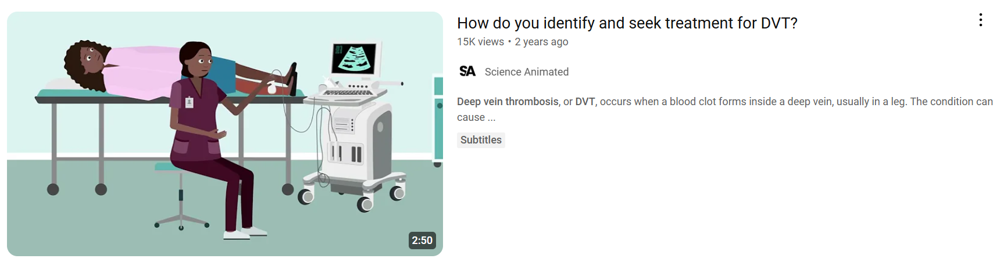 How do you identify and seek treatment for DVT?
15K views • 2 years ago
SA Science Animated
Deep vein thrombosis, or DVT, occurs when a blood clot forms inside a deep vein, usually in a leg. The condition can
cause ...
Subtitles
2:50